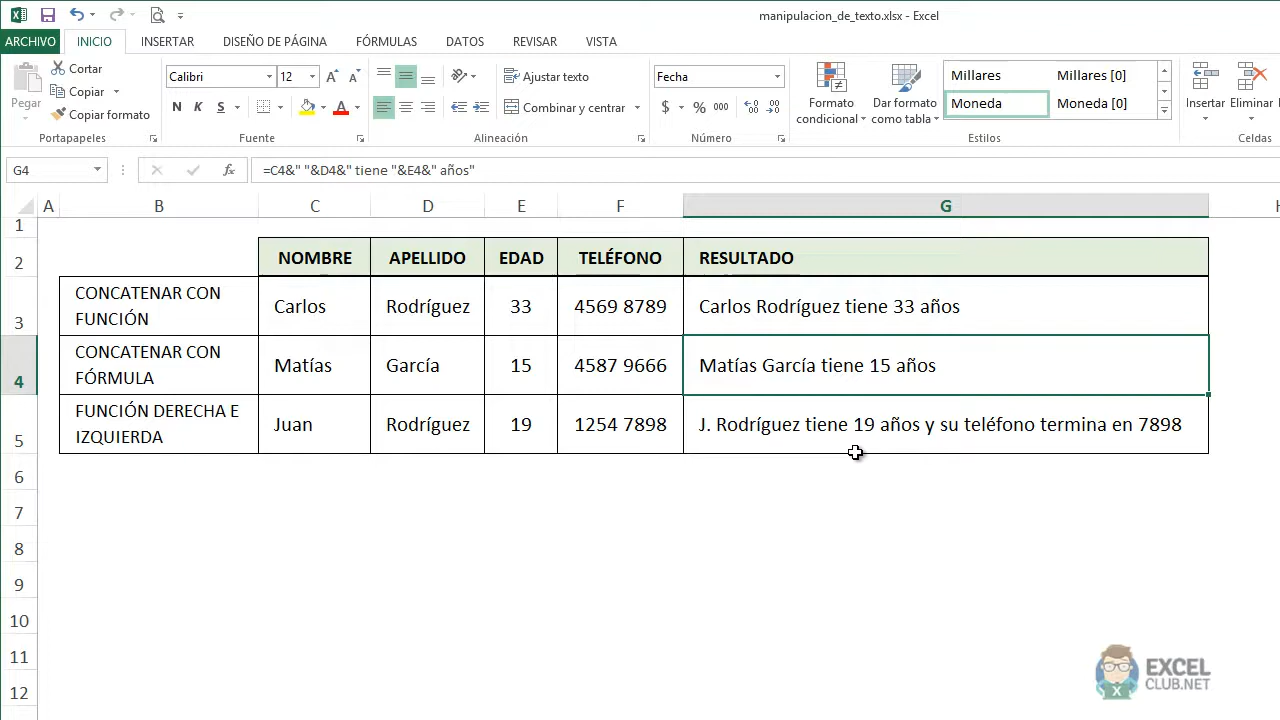 manipulacion_de_texto.xlsx - Excel
ARCHIVO INICIO INSERTAR DISEÑO DE PÁGINA FÓRMULAS DATOS REVISAR VISTA
Pegar
Cortar
Copiar
Copiar formato
Portapapeles
Calibri 12
N K S
Fuente
Ajustar texto
Combinar y centrar
Alineación
Fecha
$ % 000
Número
Formato condicional
Dar formato como tabla
Millares Millares [0]
Moneda Moneda [0]
Estilos
Insertar Eliminar
Celdas
G4 fx =C4&" "&D4&" tiene "&E4&" años"
A B C D E F G H
1
2 NOMBRE APELLIDO EDAD TELÉFONO RESULTADO
3 CONCATENAR CON FUNCIÓN Carlos Rodríguez 33 4569 8789 Carlos Rodríguez tiene 33 años
4 CONCATENAR CON FÓRMULA Matías García 15 4587 9666 Matías García tiene 15 años
5 FUNCIÓN DERECHA E IZQUIERDA Juan Rodríguez 19 1254 7898 J. Rodríguez tiene 19 años y su teléfono termina en 7898
6
7
8
9
10
11
12
EXCEL
CLUB.NET